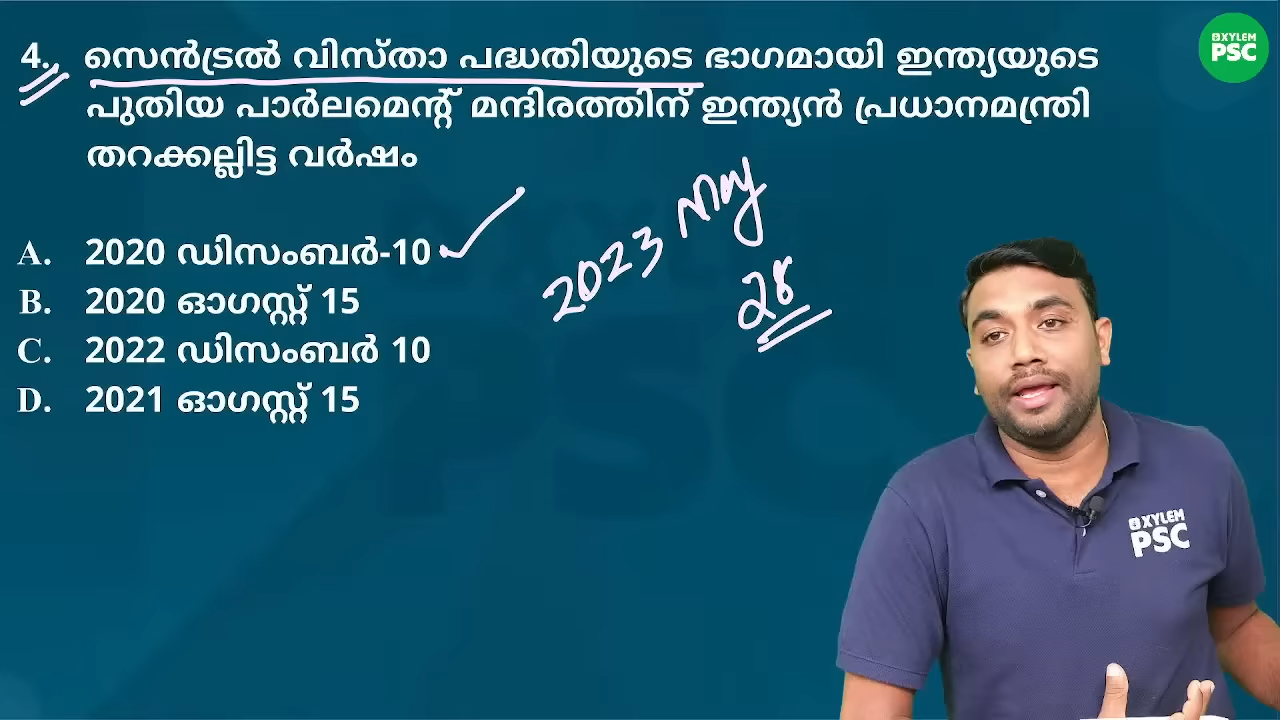 XYLEM
PSC
4. സെൻട്രൽ വിസ്താ പദ്ധതിയുടെ ഭാഗമായി ഇന്ത്യയുടെ
പുതിയ പാർലമെന്റ് മന്ദിരത്തിന് ഇന്ത്യൻ പ്രധാനമന്ത്രി
തറക്കല്ലിട്ട വർഷം
A. 2020 ഡിസംബർ-10
B. 2020 ഓഗസ്റ്റ് 15
C. 2022 ഡിസംബർ 10
D. 2021 ഓഗസ്റ്റ് 15
2023 May
28
XYLEM
PSC